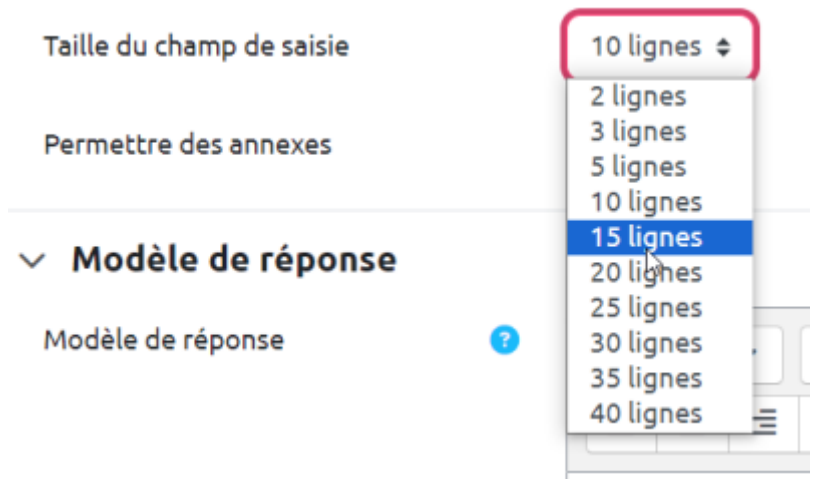 Taille du champ de saisie
10 lignes
2 lignes
3 lignes
Permettre des annexes
5 lignes
10 lignes
15 lignes
Modèle de réponse
20 lignes
25 lignes
Modèle de réponse ?
30 lignes
35 lignes
40 lignes